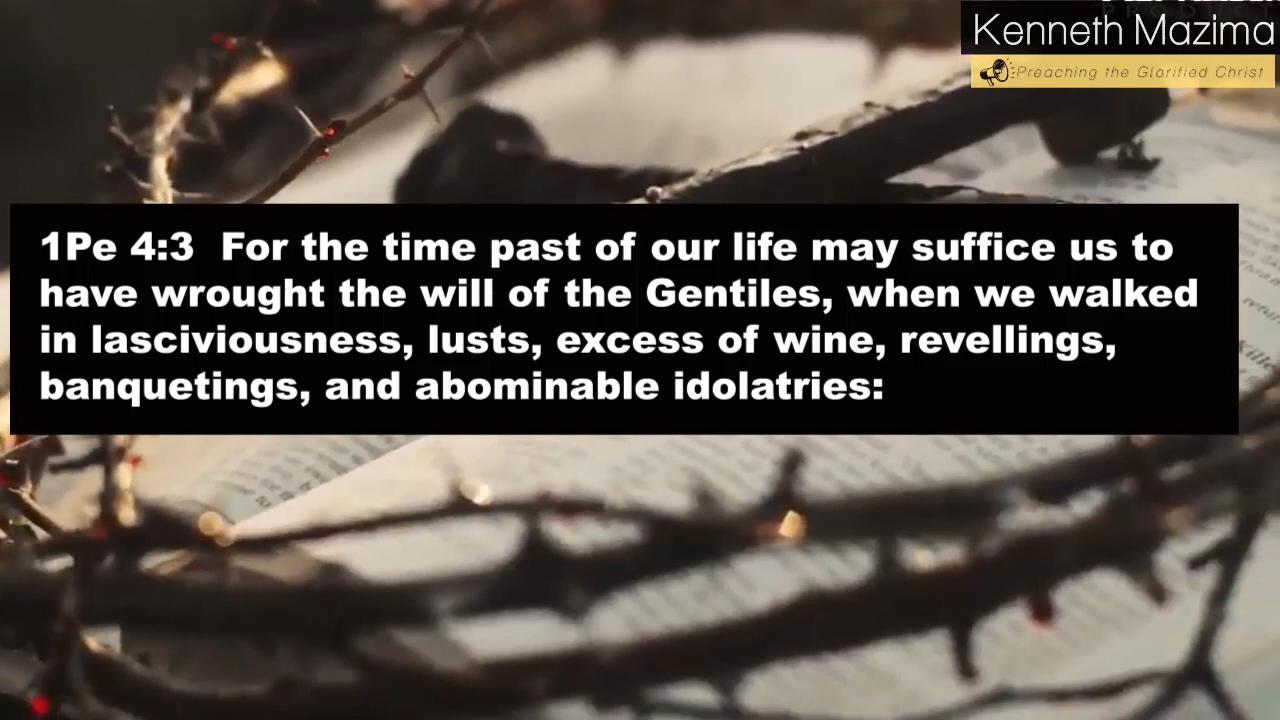 Kenneth Mazima
Preaching the Glorified Christ
1Pe 4:3 For the time past of our life may suffice us to
have wrought the will of the Gentiles, when we walked
in lasciviousness, lusts, excess of wine, revellings,
banquetings, and abominable idolatries: